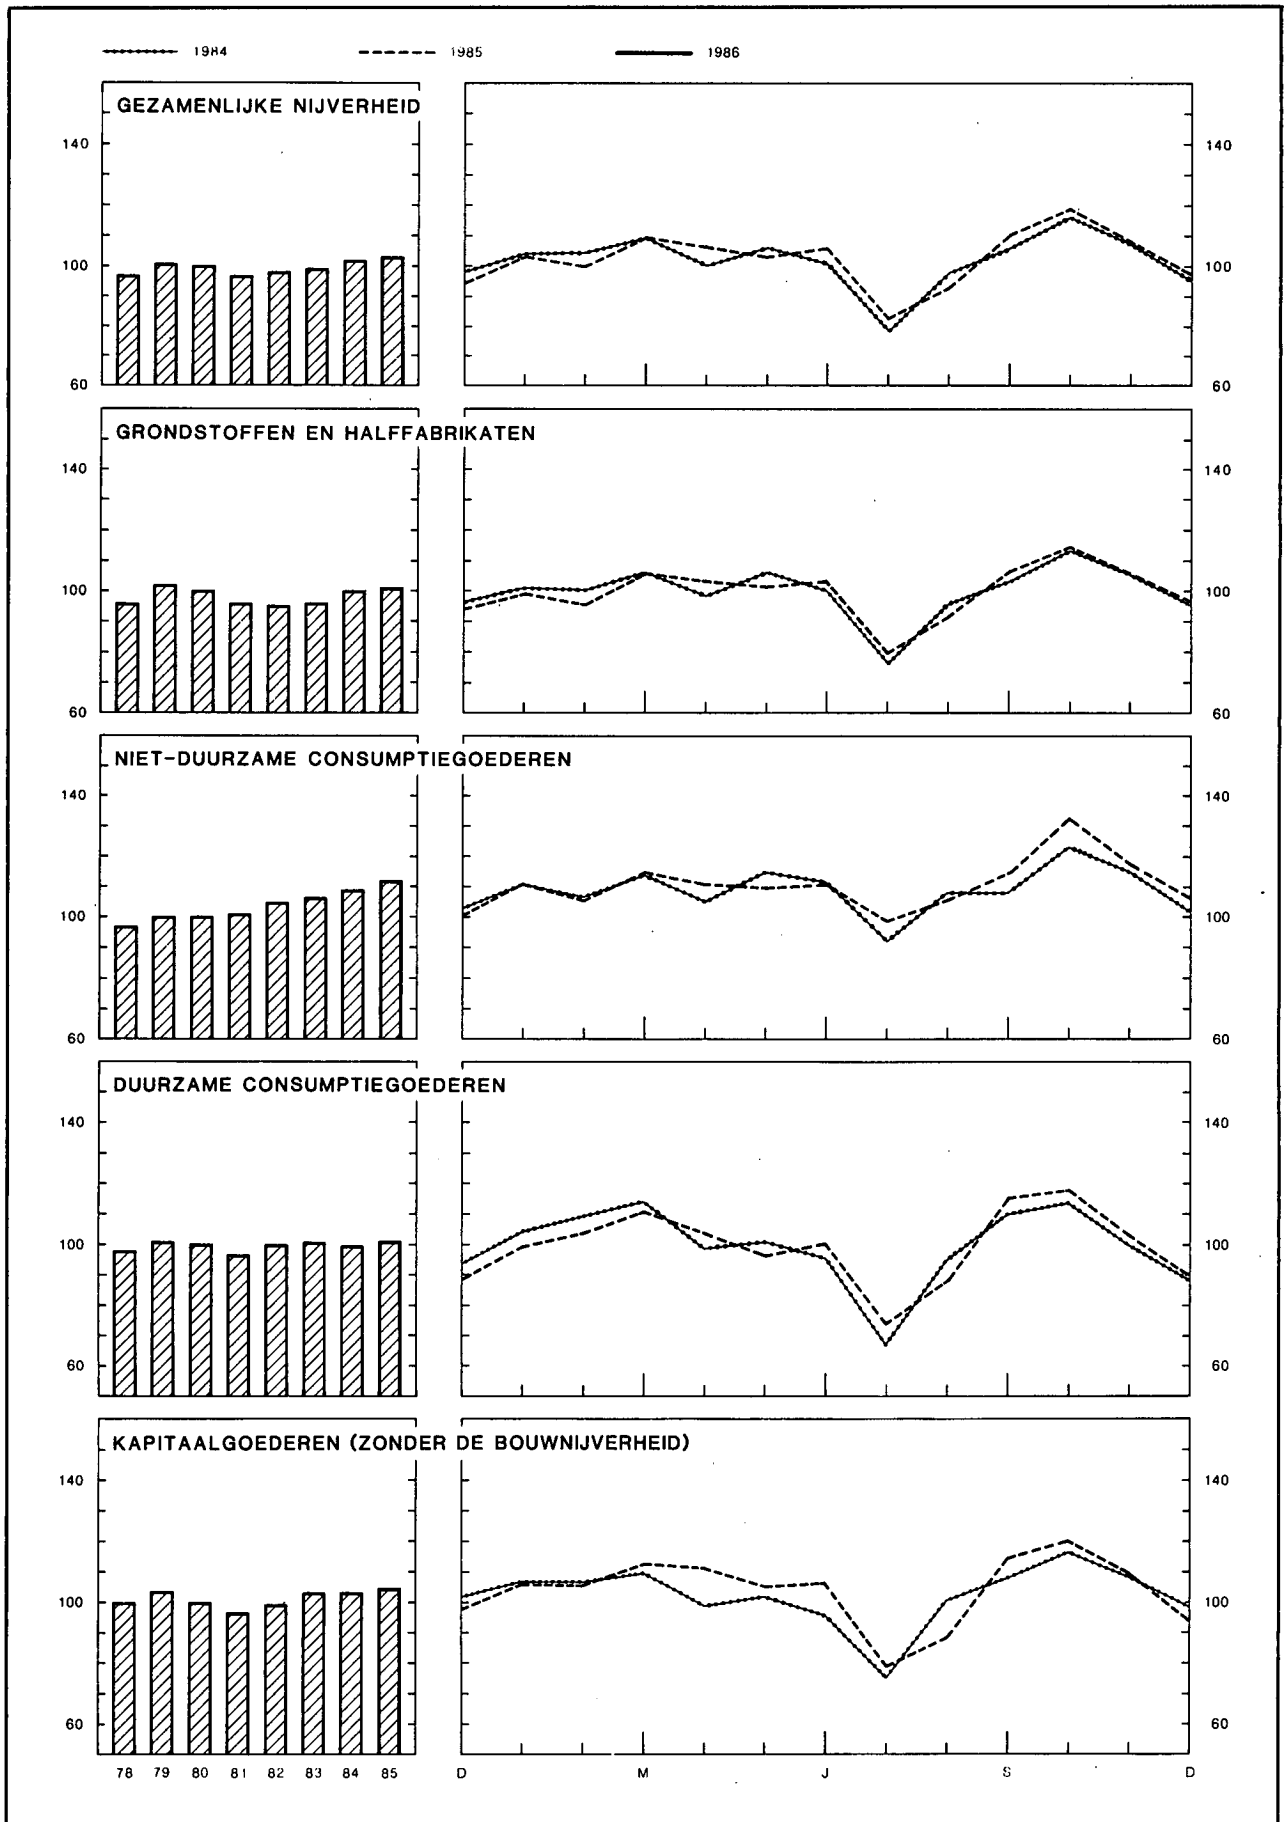 1984 1985 1986
GEZAMENLIJKE NIJVERHEID
140 140
100 100
60 60
GRONDSTOFFEN EN HALFFABRIKATEN
140 140
100 100
60 60
NIET-DUURZAME CONSUMPTIEGOEDEREN
140 140
100 100
60 60
DUURZAME CONSUMPTIEGOEDEREN
140 140
100 100
60 60
KAPITAALGOEDEREN (ZONDER DE BOUWNIJVERHEID)
140 140
100 100
60 60
78 79 80 81 82 83 84 85 D M J S D